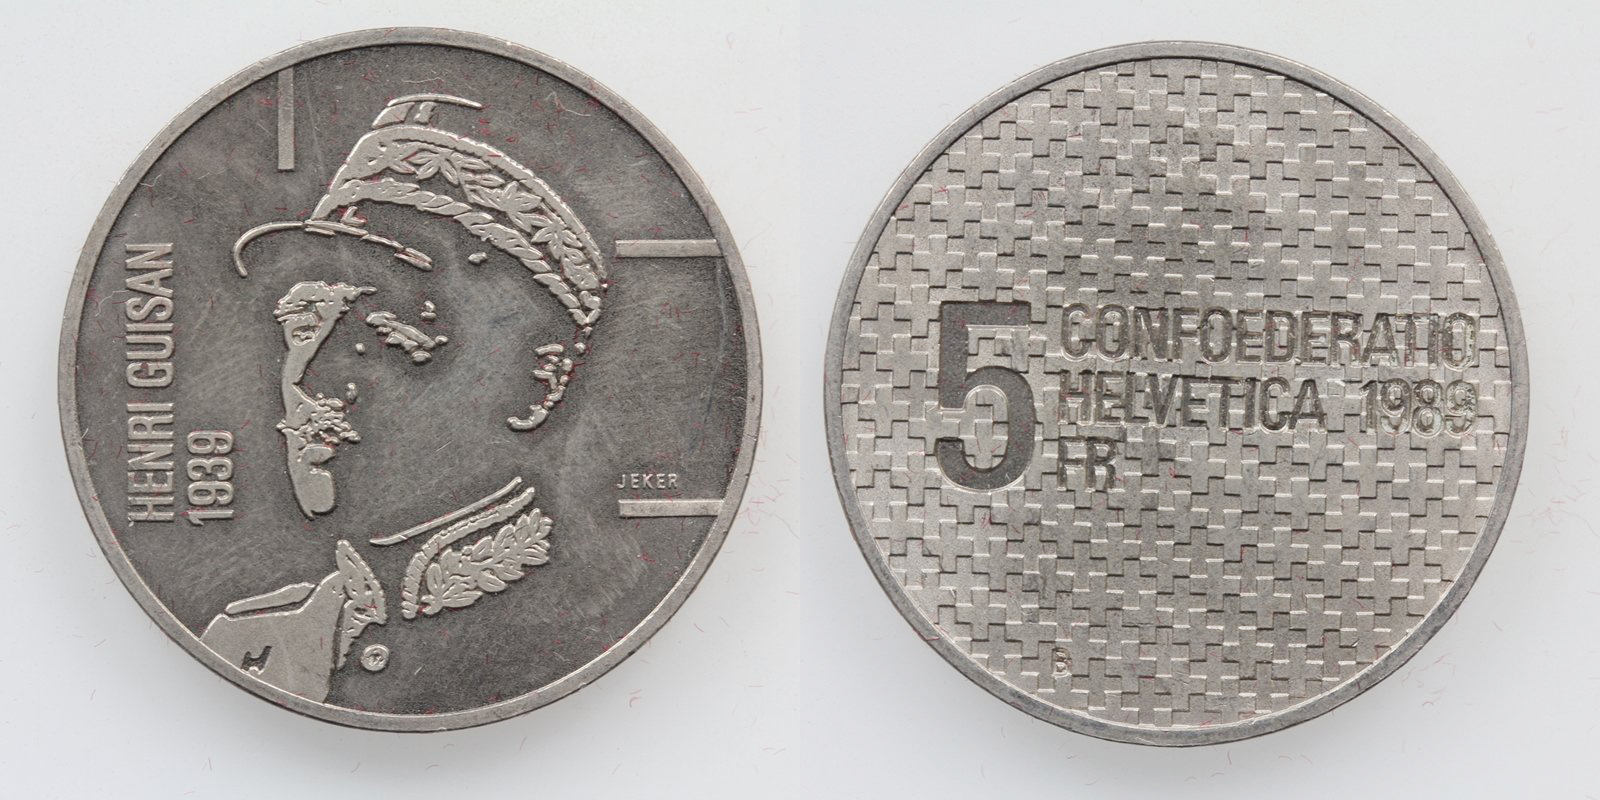 HENRI GUISAN
1939
JEKER
5
CONFOEDERATIO
HELVETICA 1989
FR
B